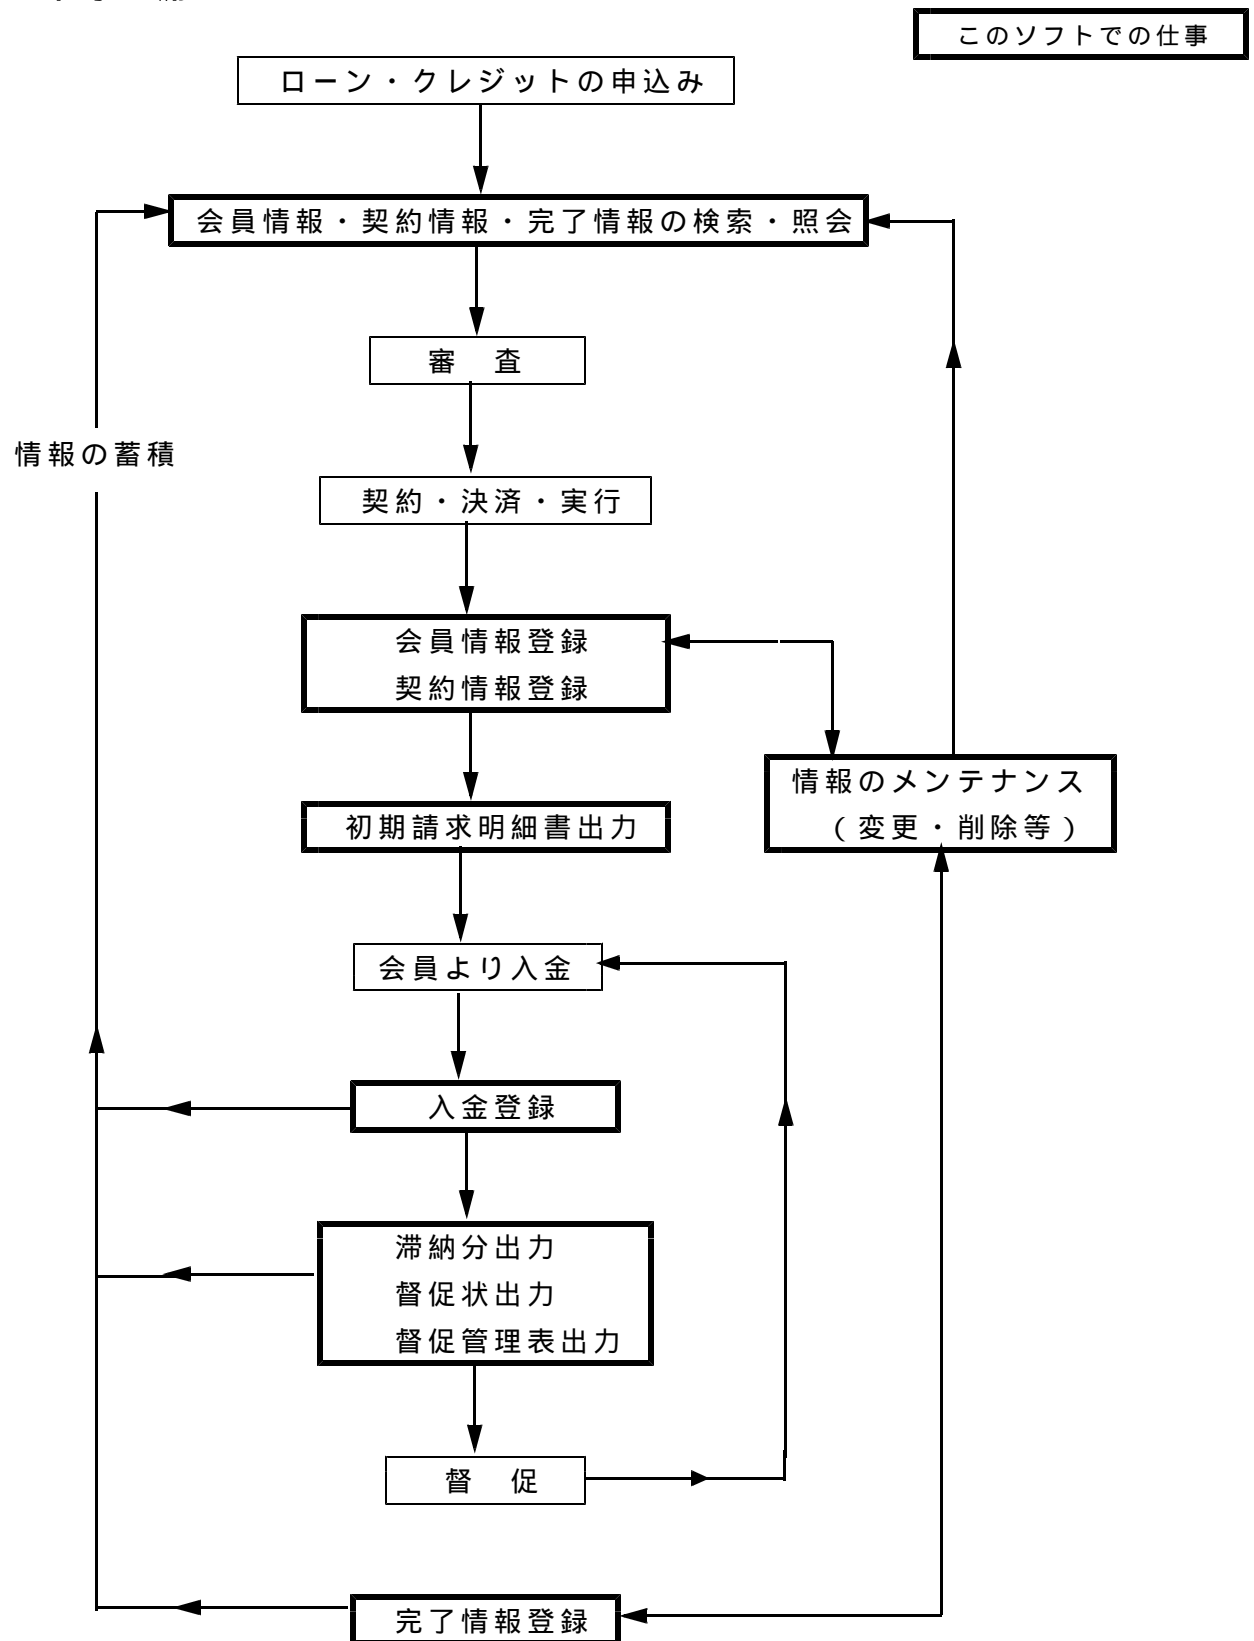 このソフトでの仕事
ローン・クレジットの申込み
会員情報・契約情報・完了情報の検索・照会
審　査
情報の蓄積
契約・決済・実行
会員情報登録
契約情報登録
情報のメンテナンス
（変更・削除等）
初期請求明細書出力
会員より入金
入金登録
滞納分出力
督促状出力
督促管理表出力
督　促
完了情報登録